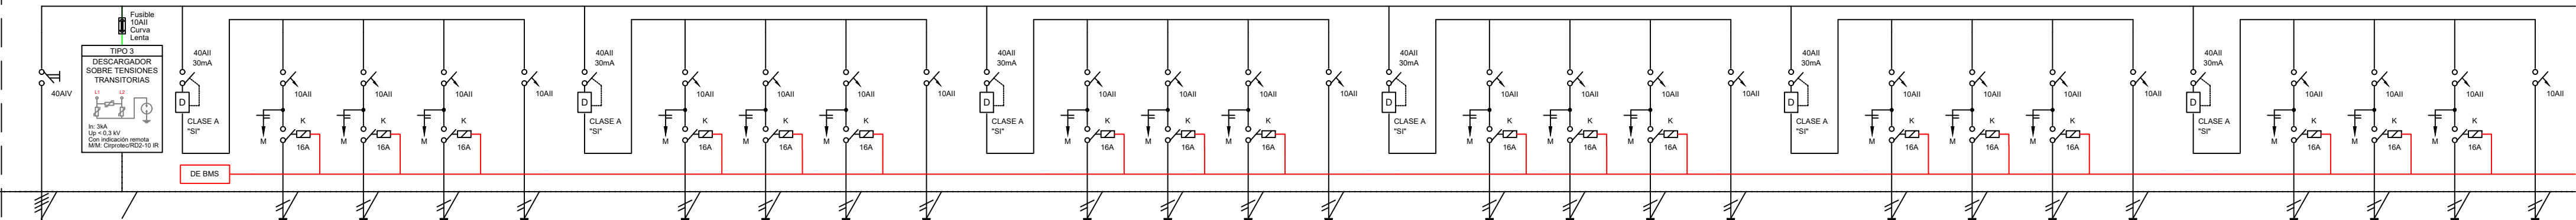 40AIV
Fusible
10AII
Curva
Lenta
TIPO 3
DESCARGADOR
SOBRE TENSIONES
TRANSITORIAS
L1 L2
In: 3kA
Up < 0,3 kV
Con indicación remota
M/M: Cirprotec/RD2-10 IR
DE BMS
40AII
30mA
D
CLASE A
"SI"
10AII 10AII 10AII 10AII
K K K
M 16A M 16A M 16A
40AII
30mA
D
CLASE A
"SI"
10AII 10AII 10AII 10AII
K K K
M 16A M 16A M 16A
40AII
30mA
D
CLASE A
"SI"
10AII 10AII 10AII 10AII
K K K
M 16A M 16A M 16A
40AII
30mA
D
CLASE A
"SI"
10AII 10AII 10AII 10AII
K K K
M 16A M 16A M 16A
40AII
30mA
D
CLASE A
"SI"
10AII 10AII 10AII 10AII
K K K
M 16A M 16A M 16A
40AII
30mA
D
CLASE A
"SI"
10AII 10AII 10AII 10AII
K K K
M 16A M 16A M 16A